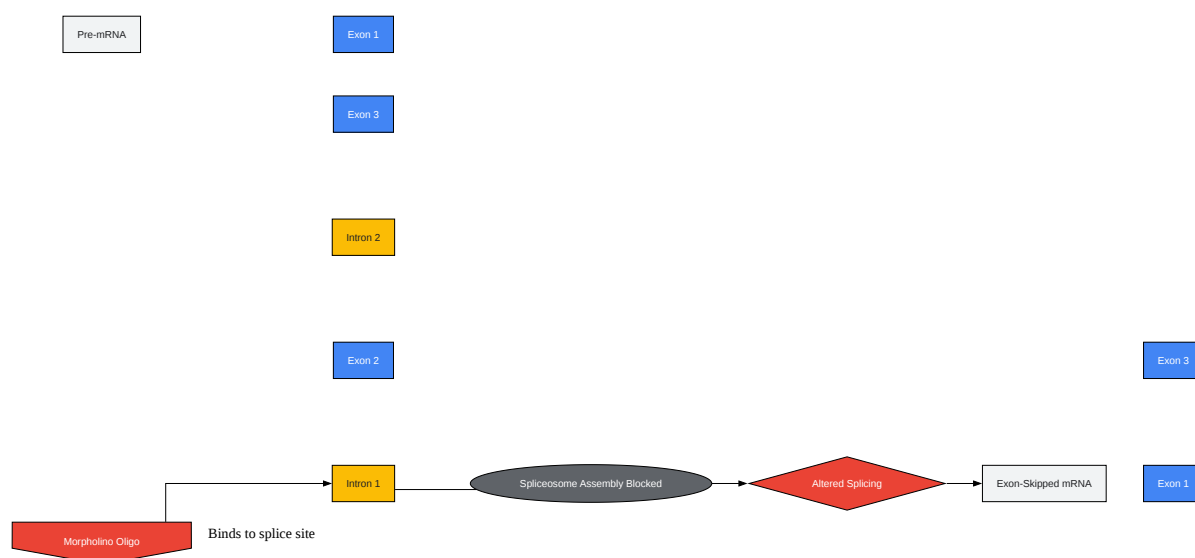 Pre-mRNA
Exon 1
Exon 3
Intron 2
Exon 2
Exon 3
Intron 1
Spliceosome Assembly Blocked
Altered Splicing
Exon-Skipped mRNA
Exon 1
Morpholino Oligo
Binds to splice site